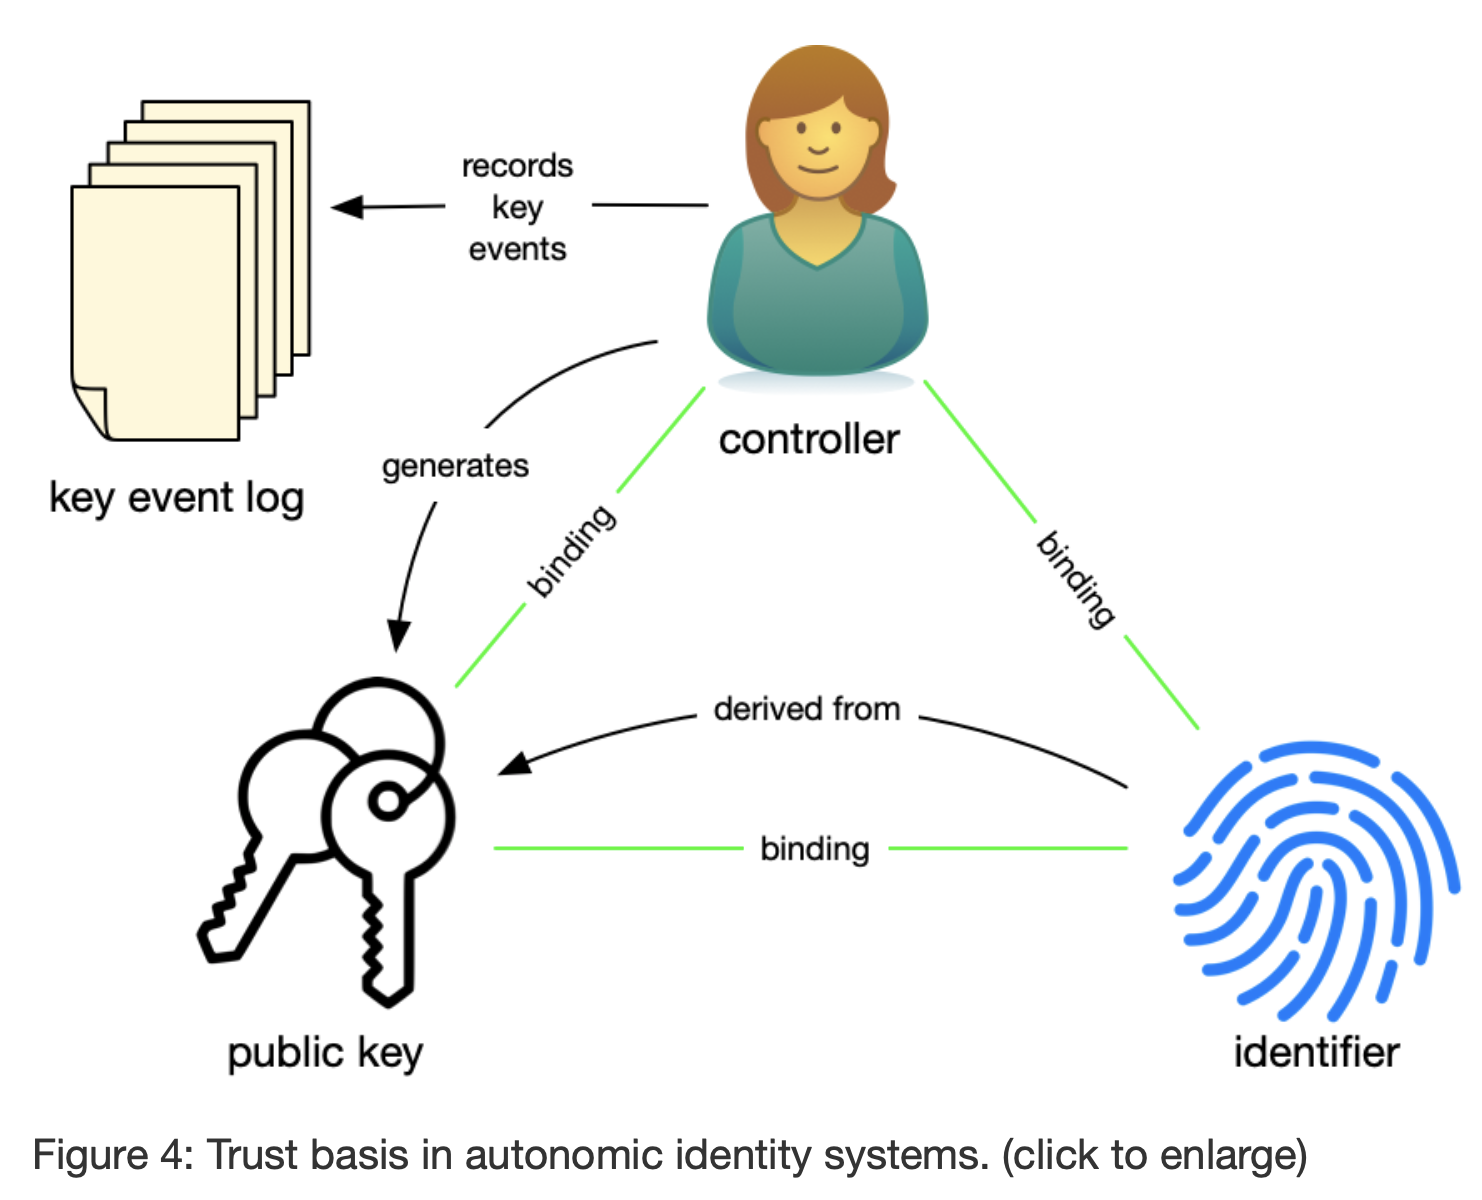 records
key
events
controller
key event log
generates
binding
binding
derived from
binding
public key
identifier
Figure 4: Trust basis in autonomic identity systems. (click to enlarge)